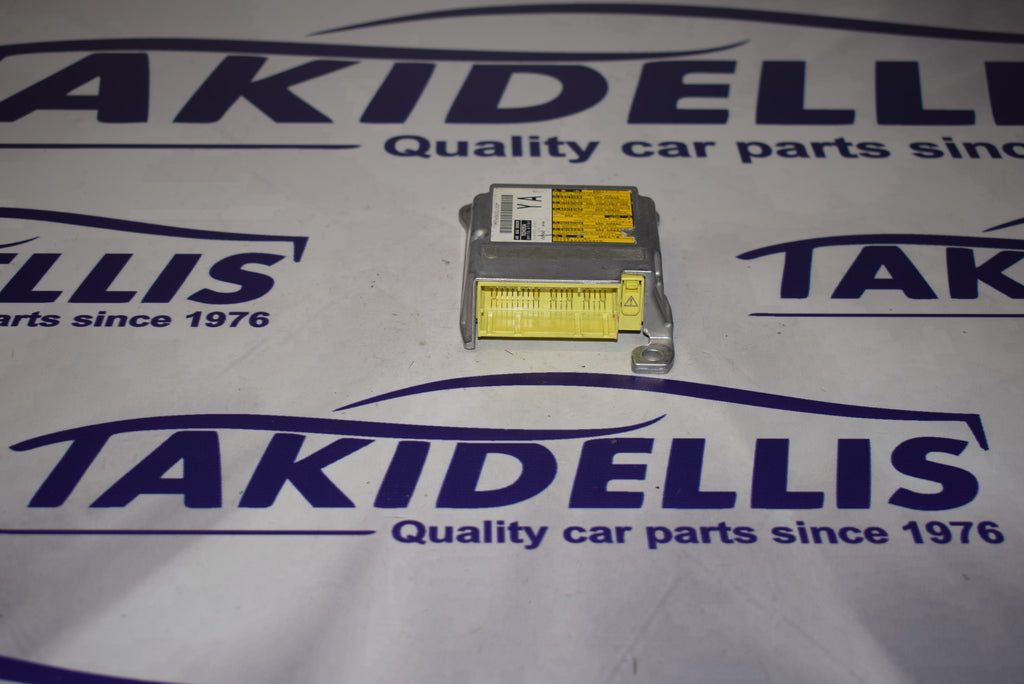 TAKIDELLI
Quality car parts sinc
YA
ELLIS
TAK
arts since 1976
TAKIDELLIS
Quality car parts since 1976